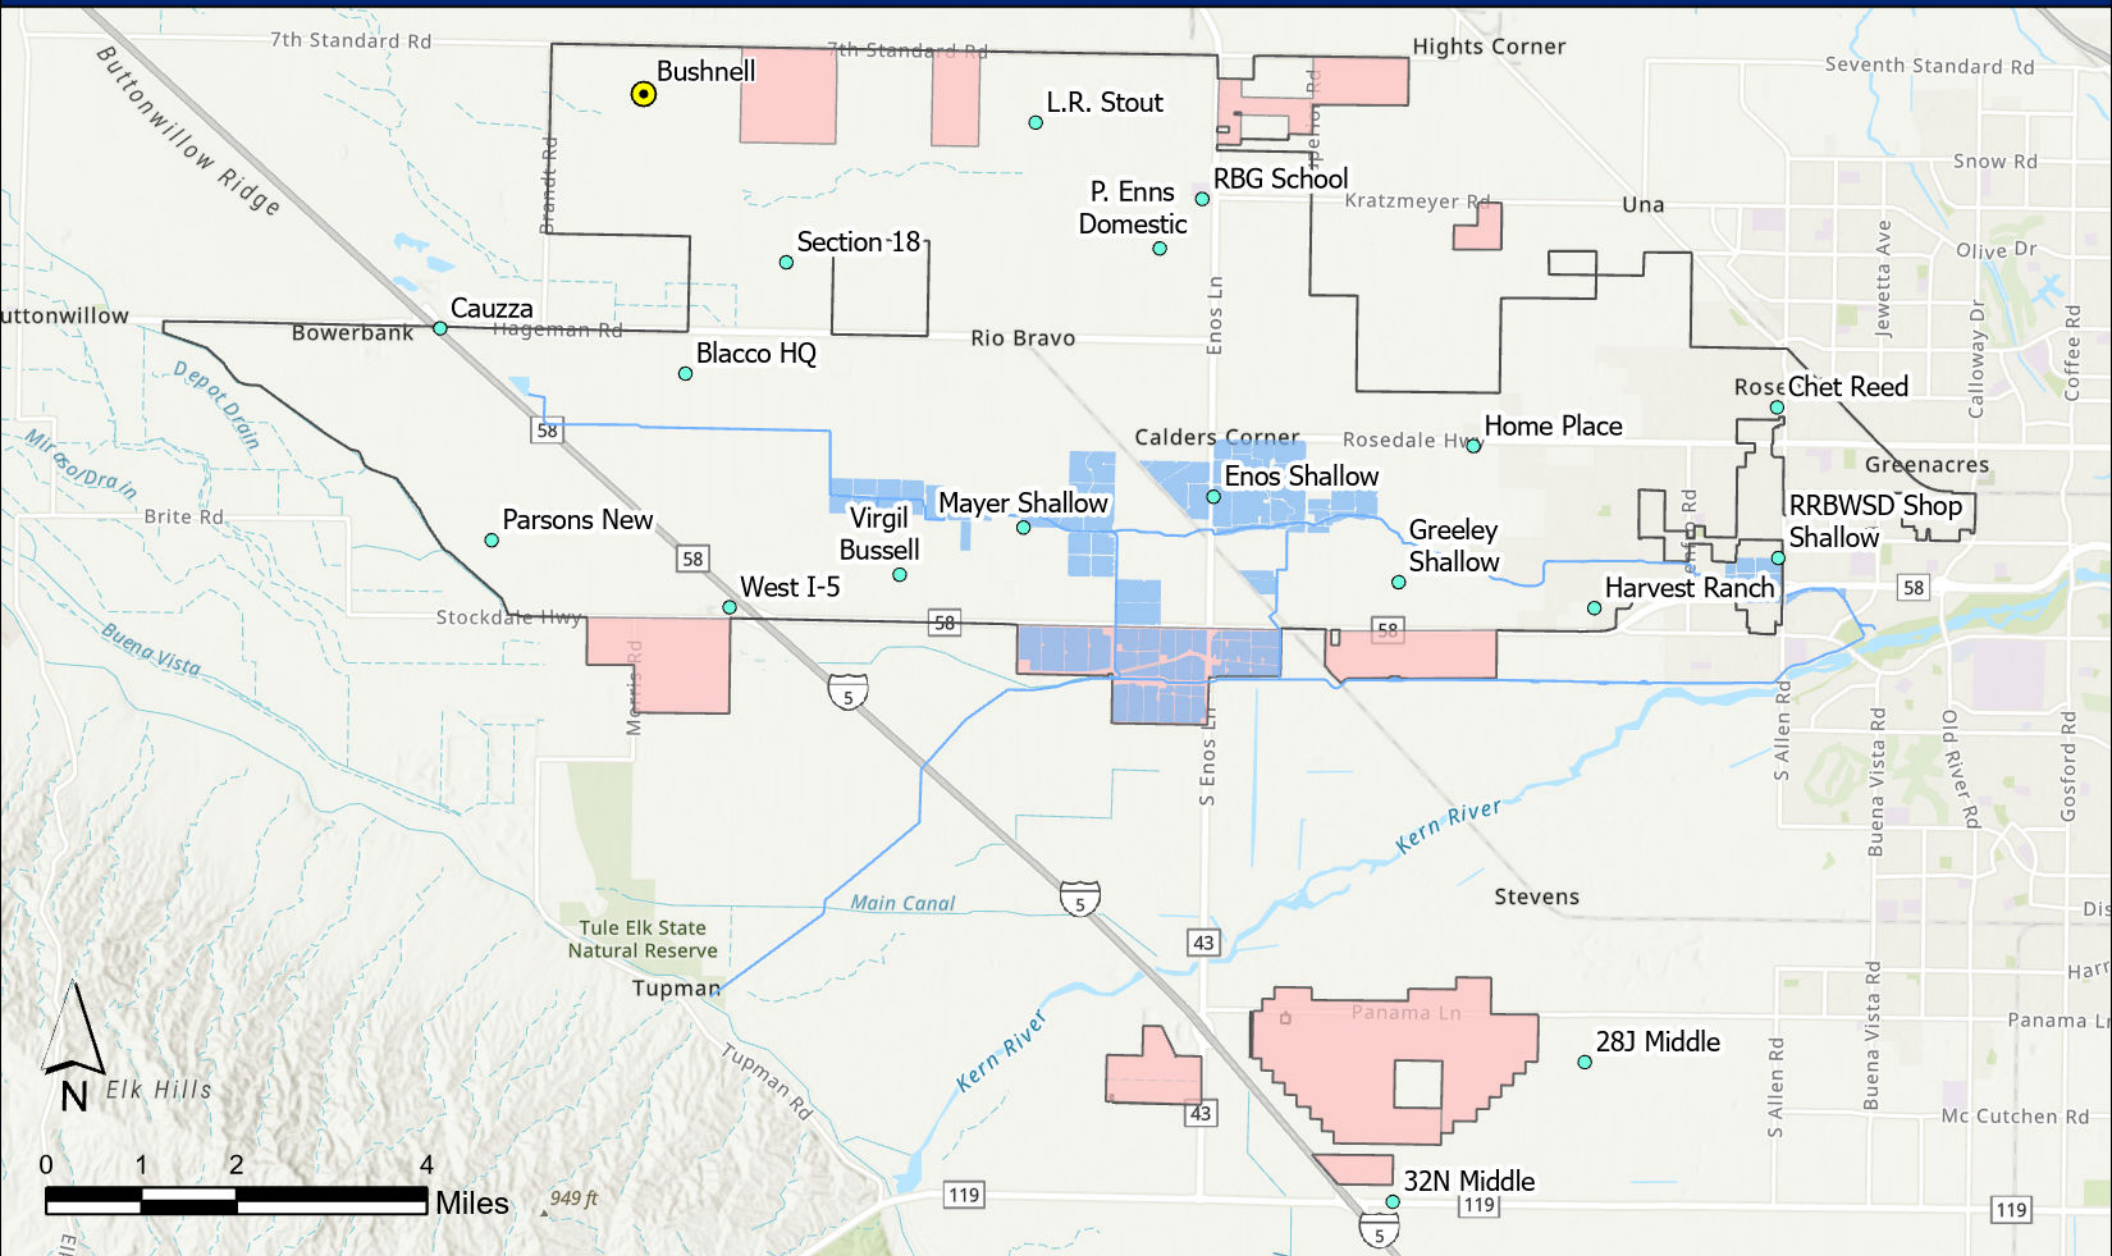 7th Standard Rd
7th Standard Rd
Hights Corner
Seventh Standard Rd
Buttonwillow Ridge
Bushnell
L.R. Stout
Snow Rd
Brandt Rd
RBG School
P. Enns
Domestic
Kratzmeyer Rd
Una
Section 18
Olive Dr
Jewetta Ave
Calloway Dr
Coffee Rd
Enos Ln
uttonwillow
Cauzza
Bowerbank
Hageman Rd
Rio Bravo
Blacco HQ
Depot Drain
Rose
Chet Reed
58
Calders Corner
Rosedale Hwy
Home Place
Greenacres
Enos Shallow
Mayer Shallow
RRBWSD Shop
Shallow
Brite Rd
Parsons New
Virgil
Bussell
Greeley
Shallow
58
West I-5
Harvest Ranch
58
Stockdale Hwy
58
58
Buena Vista
Morris Rd
5
S Enos Ln
S Allen Rd
Buena Vista Rd
Old River Rd
Gosford Rd
Kern River
Main Canal
5
Stevens
Dis
Tule Elk State
Natural Reserve
43
Harr
Tupman
Panama Ln
Panama Ln
Kern River
28J Middle
Tupman Rd
S Allen Rd
Buena Vista Rd
N
Elk Hills
43
Mc Cutchen Rd
0 1 2 4
Miles
949 ft
119
32N Middle
119
119
5